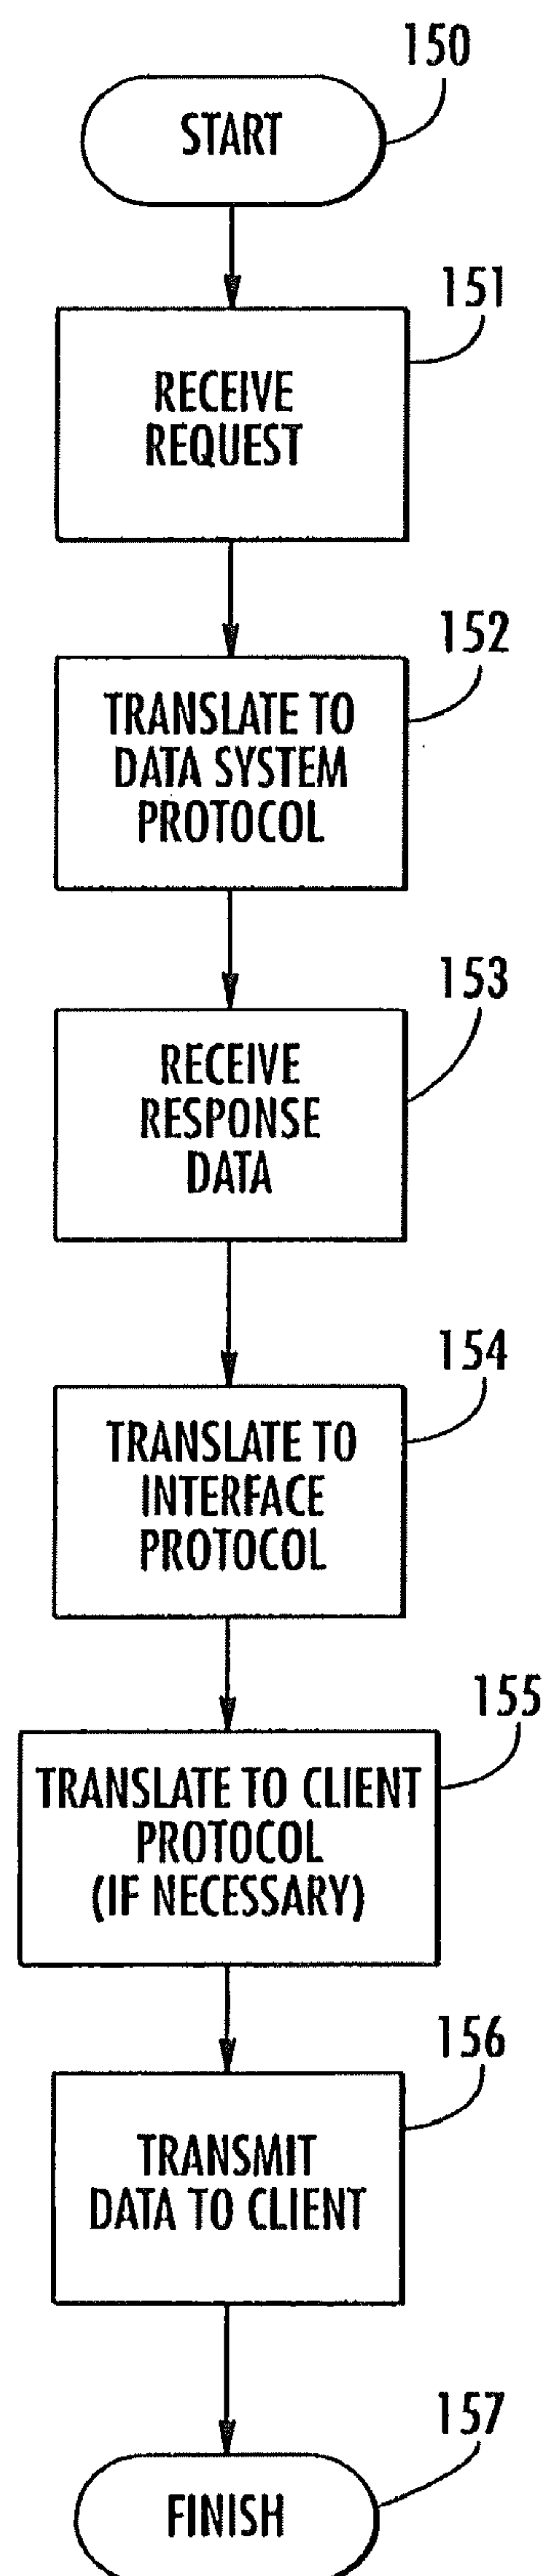 150
START
151
RECEIVE
REQUEST
152
TRANSLATE TO
DATA SYSTEM
PROTOCOL
153
RECEIVE
RESPONSE
DATA
154
TRANSLATE TO
INTERFACE
PROTOCOL
155
TRANSLATE TO CLIENT
PROTOCOL
(IF NECESSARY)
156
TRANSMIT
DATA TO CLIENT
157
FINISH